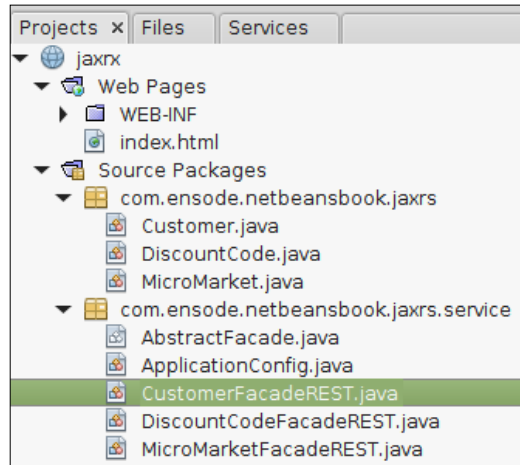 Projects × Files Services
jaxrx
Web Pages
WEB-INF
index.html
Source Packages
com.ensode.netbeansbook.jaxrs
Customer.java
DiscountCode.java
MicroMarket.java
com.ensode.netbeansbook.jaxrs.service
AbstractFacade.java
ApplicationConfig.java
CustomerFacadeREST.java
DiscountCodeFacadeREST.java
MicroMarketFacadeREST.java